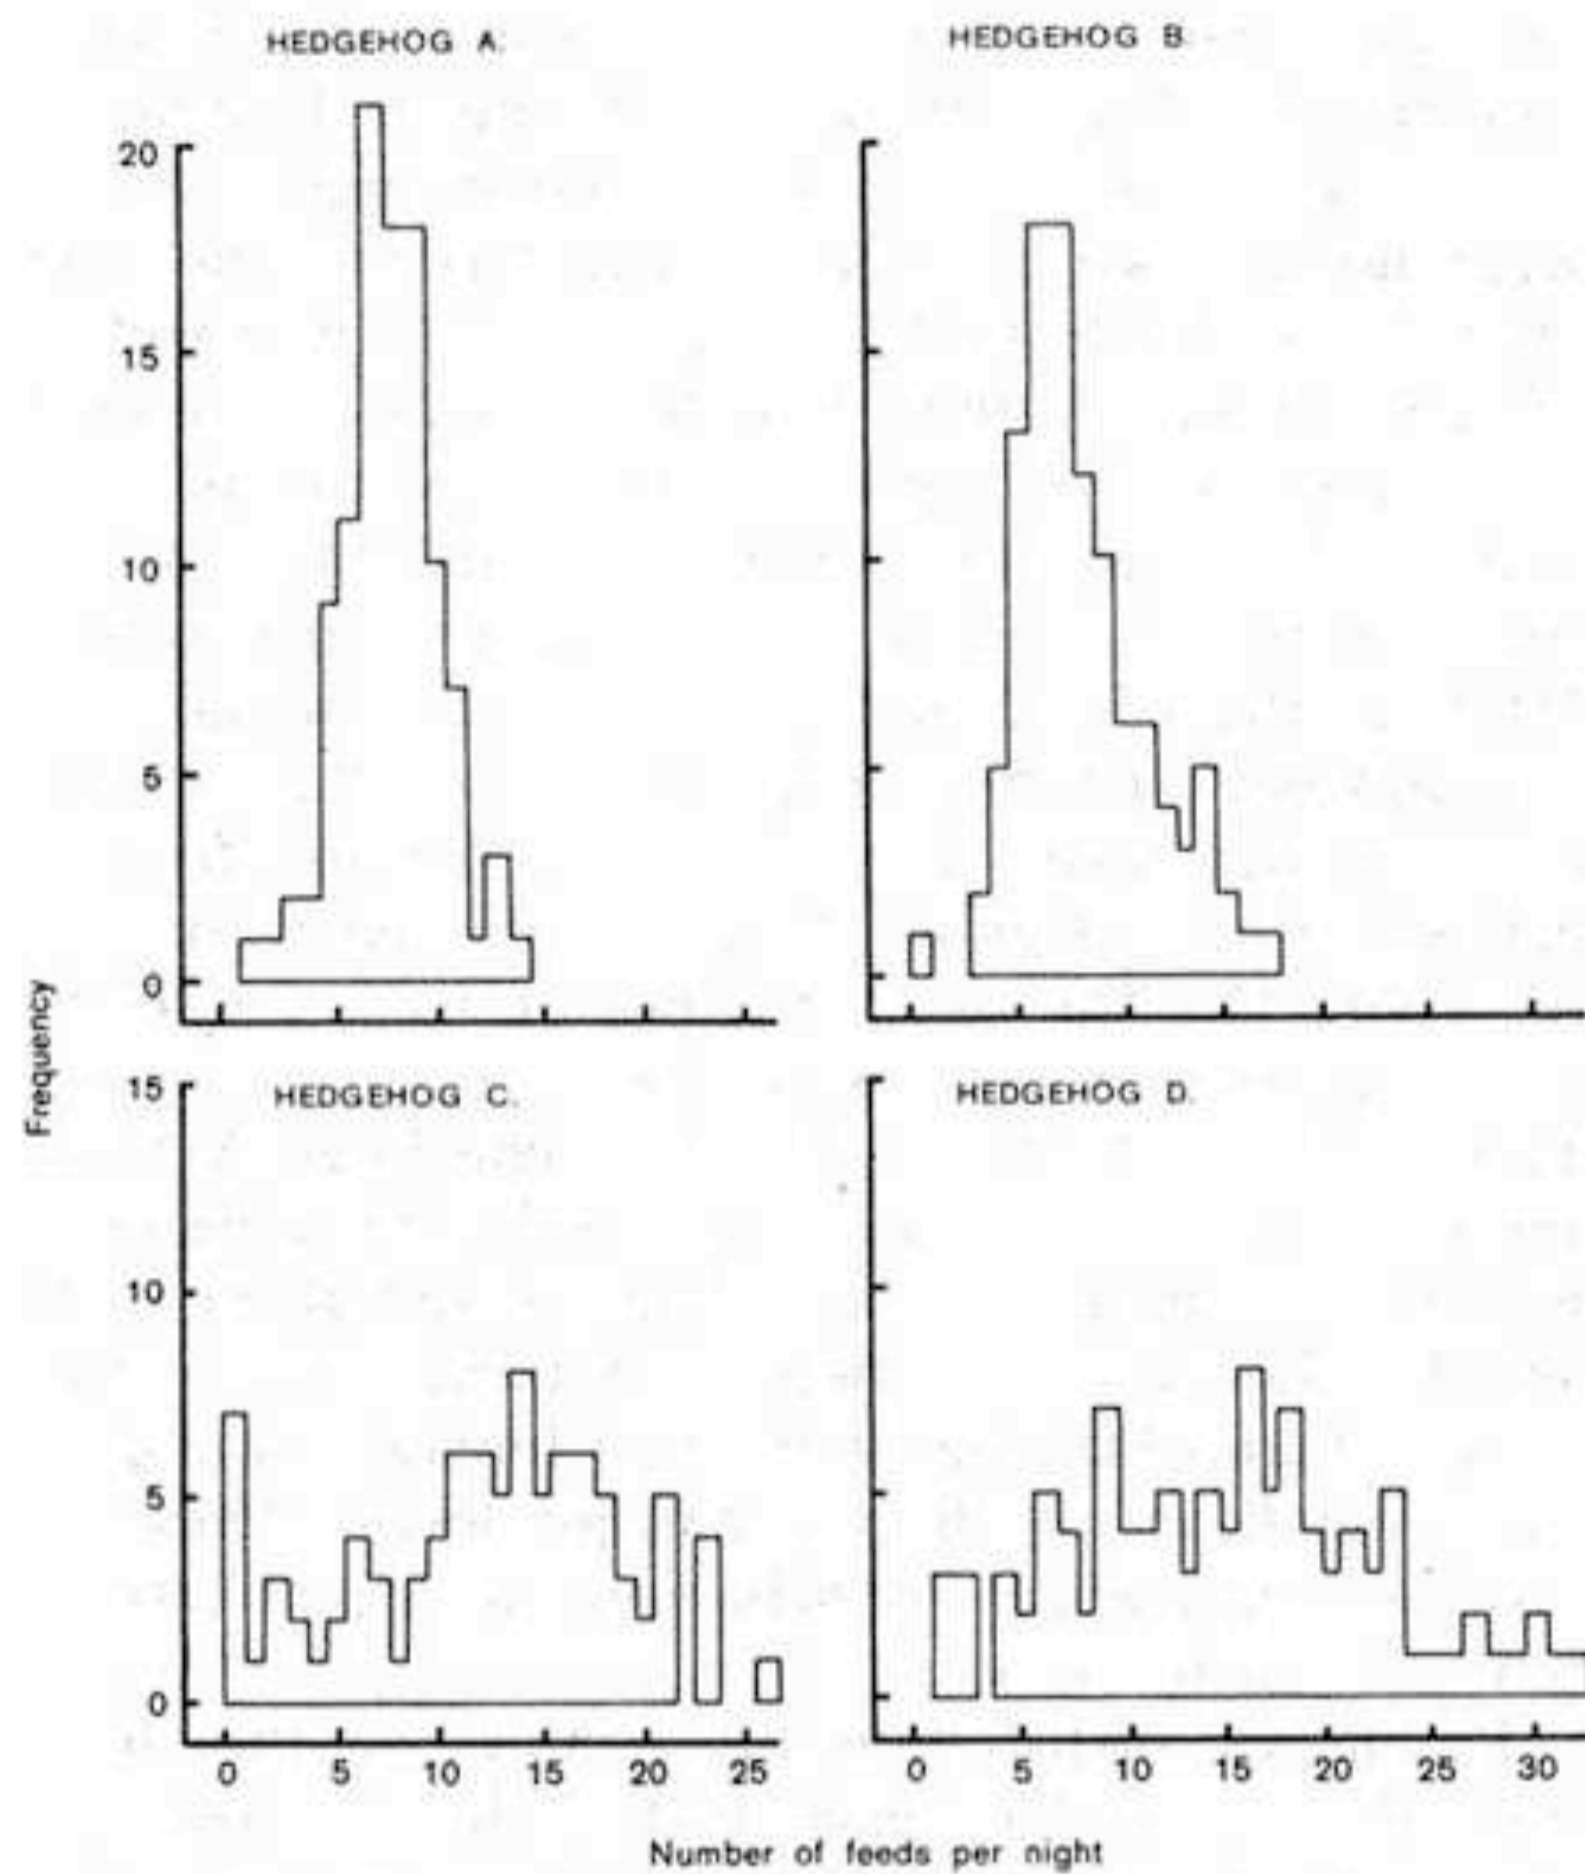 HEDGEHOG A.
HEDGEHOG B.
20
15
10
5
0
Frequency
15
HEDGEHOG C.
HEDGEHOG D.
10
5
0
0 5 10 15 20 25
0 5 10 15 20 25 30
Number of feeds per night